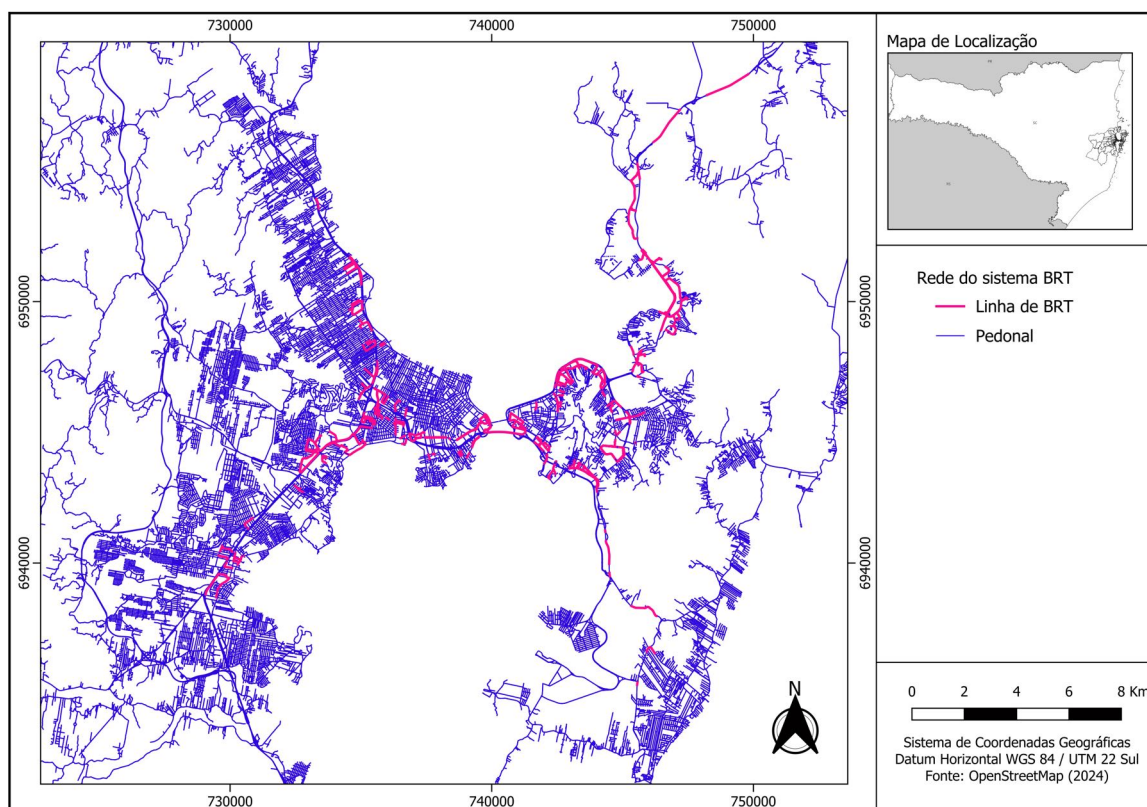 730000
740000
750000
6950000
6940000
6950000
6940000
730000
740000
750000
N
Mapa de Localização
Rede do sistema BRT
Linha de BRT
Pedonal
0 2 4 6 8 Km
Sistema de Coordenadas Geográficas
Datum Horizontal WGS 84 / UTM 22 Sul
Fonte: OpenStreetMap (2024)